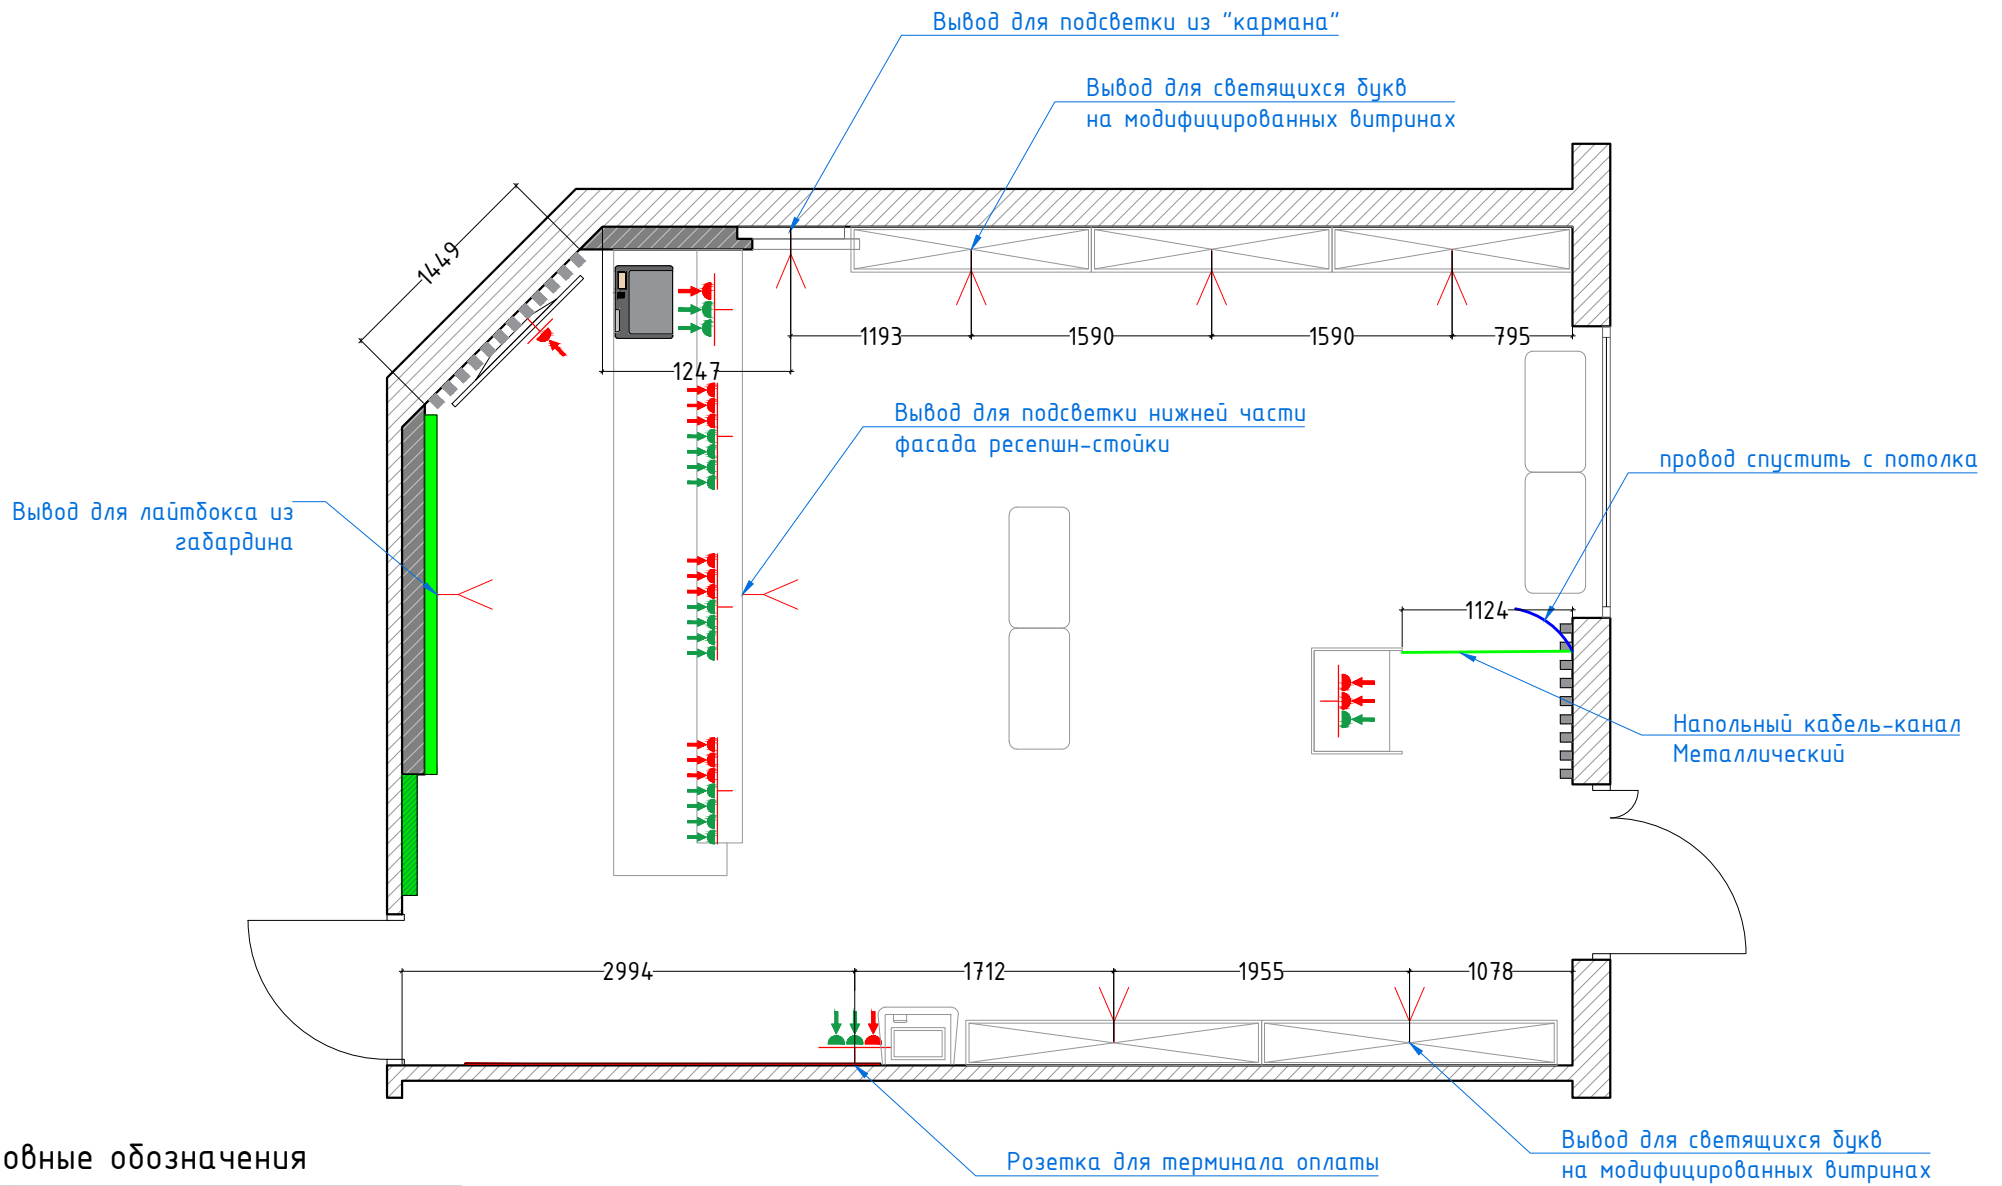 Вывод для подсветки из "кармана"
Вывод для светящихся букв
на модифицированных витринах
1449
1193
1590
1590
795
1247
Вывод для подсветки нижней части
фасада ресепшн-стойки
провод спустить с потолка
Вывод для лайтбокса из
габардина
1124
Напольный кабель-канал
Металлический
2994
1712
1955
1078
Розетка для терминала оплаты
Вывод для светящихся букв
на модифицированных витринах
овные обозначения